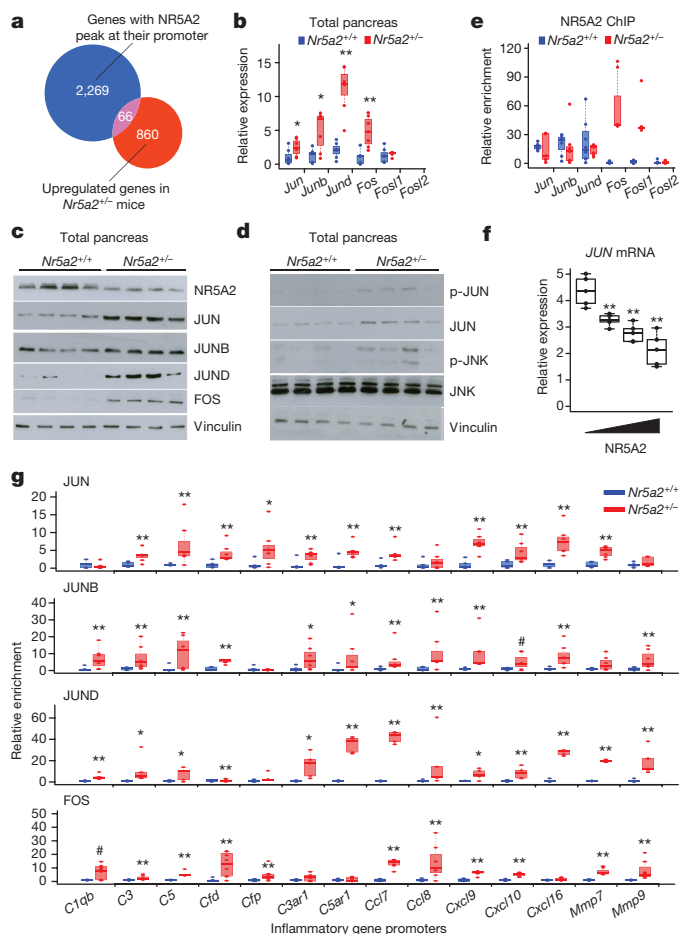 a
Genes with NR5A2
peak at their promoter
2,269
66
860
Upregulated genes in
Nr5a2+/– mice
b
Total pancreas
Nr5a2+/+
Nr5a2+/–
Relative expression
15
10
5
0
*
*
**
**
Jun
Junb
Jund
Fos
Fosl1
Fosl2
e
NR5A2 ChIP
Nr5a2+/+
Nr5a2+/–
Relative enrichment
120
90
60
30
0
Jun
Junb
Jund
Fos
Fosl1
Fosl2
c
Total pancreas
Nr5a2+/+
Nr5a2+/–
NR5A2
JUN
JUNB
JUND
FOS
Vinculin
d
Total pancreas
Nr5a2+/+
Nr5a2+/–
p-JUN
JUN
p-JNK
JNK
Vinculin
f
JUN mRNA
Relative expression
5
4
3
2
1
0
**
**
**
NR5A2
g
Nr5a2+/+
Nr5a2+/–
Relative enrichment
JUN
20
15
10
5
0
**
**
**
*
**
**
**
**
**
**
**
JUNB
40
30
20
10
0
**
**
**
**
*
*
**
**
**
#
**
**
JUND
60
40
20
0
**
*
*
**
*
**
**
**
*
**
**
**
**
FOS
50
40
30
20
10
0
#
**
**
**
**
**
**
**
**
**
**
C1qb
C3
C5
Cfd
Cfp
C3ar1
C5ar1
Ccl7
Ccl8
Cxcl9
Cxcl10
Cxcl16
Mmp7
Mmp9
Inflammatory gene promoters